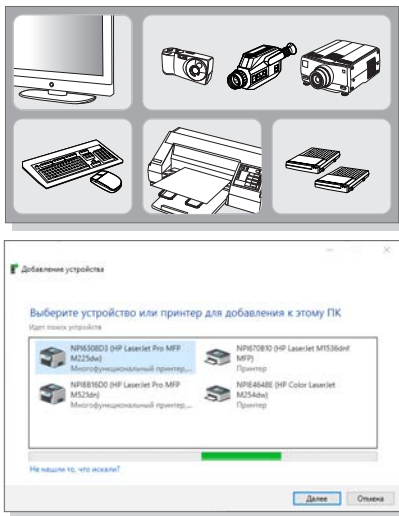 Добавление устройства
Выберите устройство или принтер для добавления к этому ПК
Идет поиск устройств
NPI6308D3 (HP LaserJet Pro MFP
M225dw)
Многофункциональный принтер,...
NPI670810 (HP LaserJet M1536dnf
MFP)
Принтер
NPI8B16D0 (HP LaserJet Pro MFP
M521dn)
Многофункциональный принтер,...
NPIE4648E (HP Color LaserJet
M254dw)
Принтер
Не нашли то, что искали?
Далее
Отмена